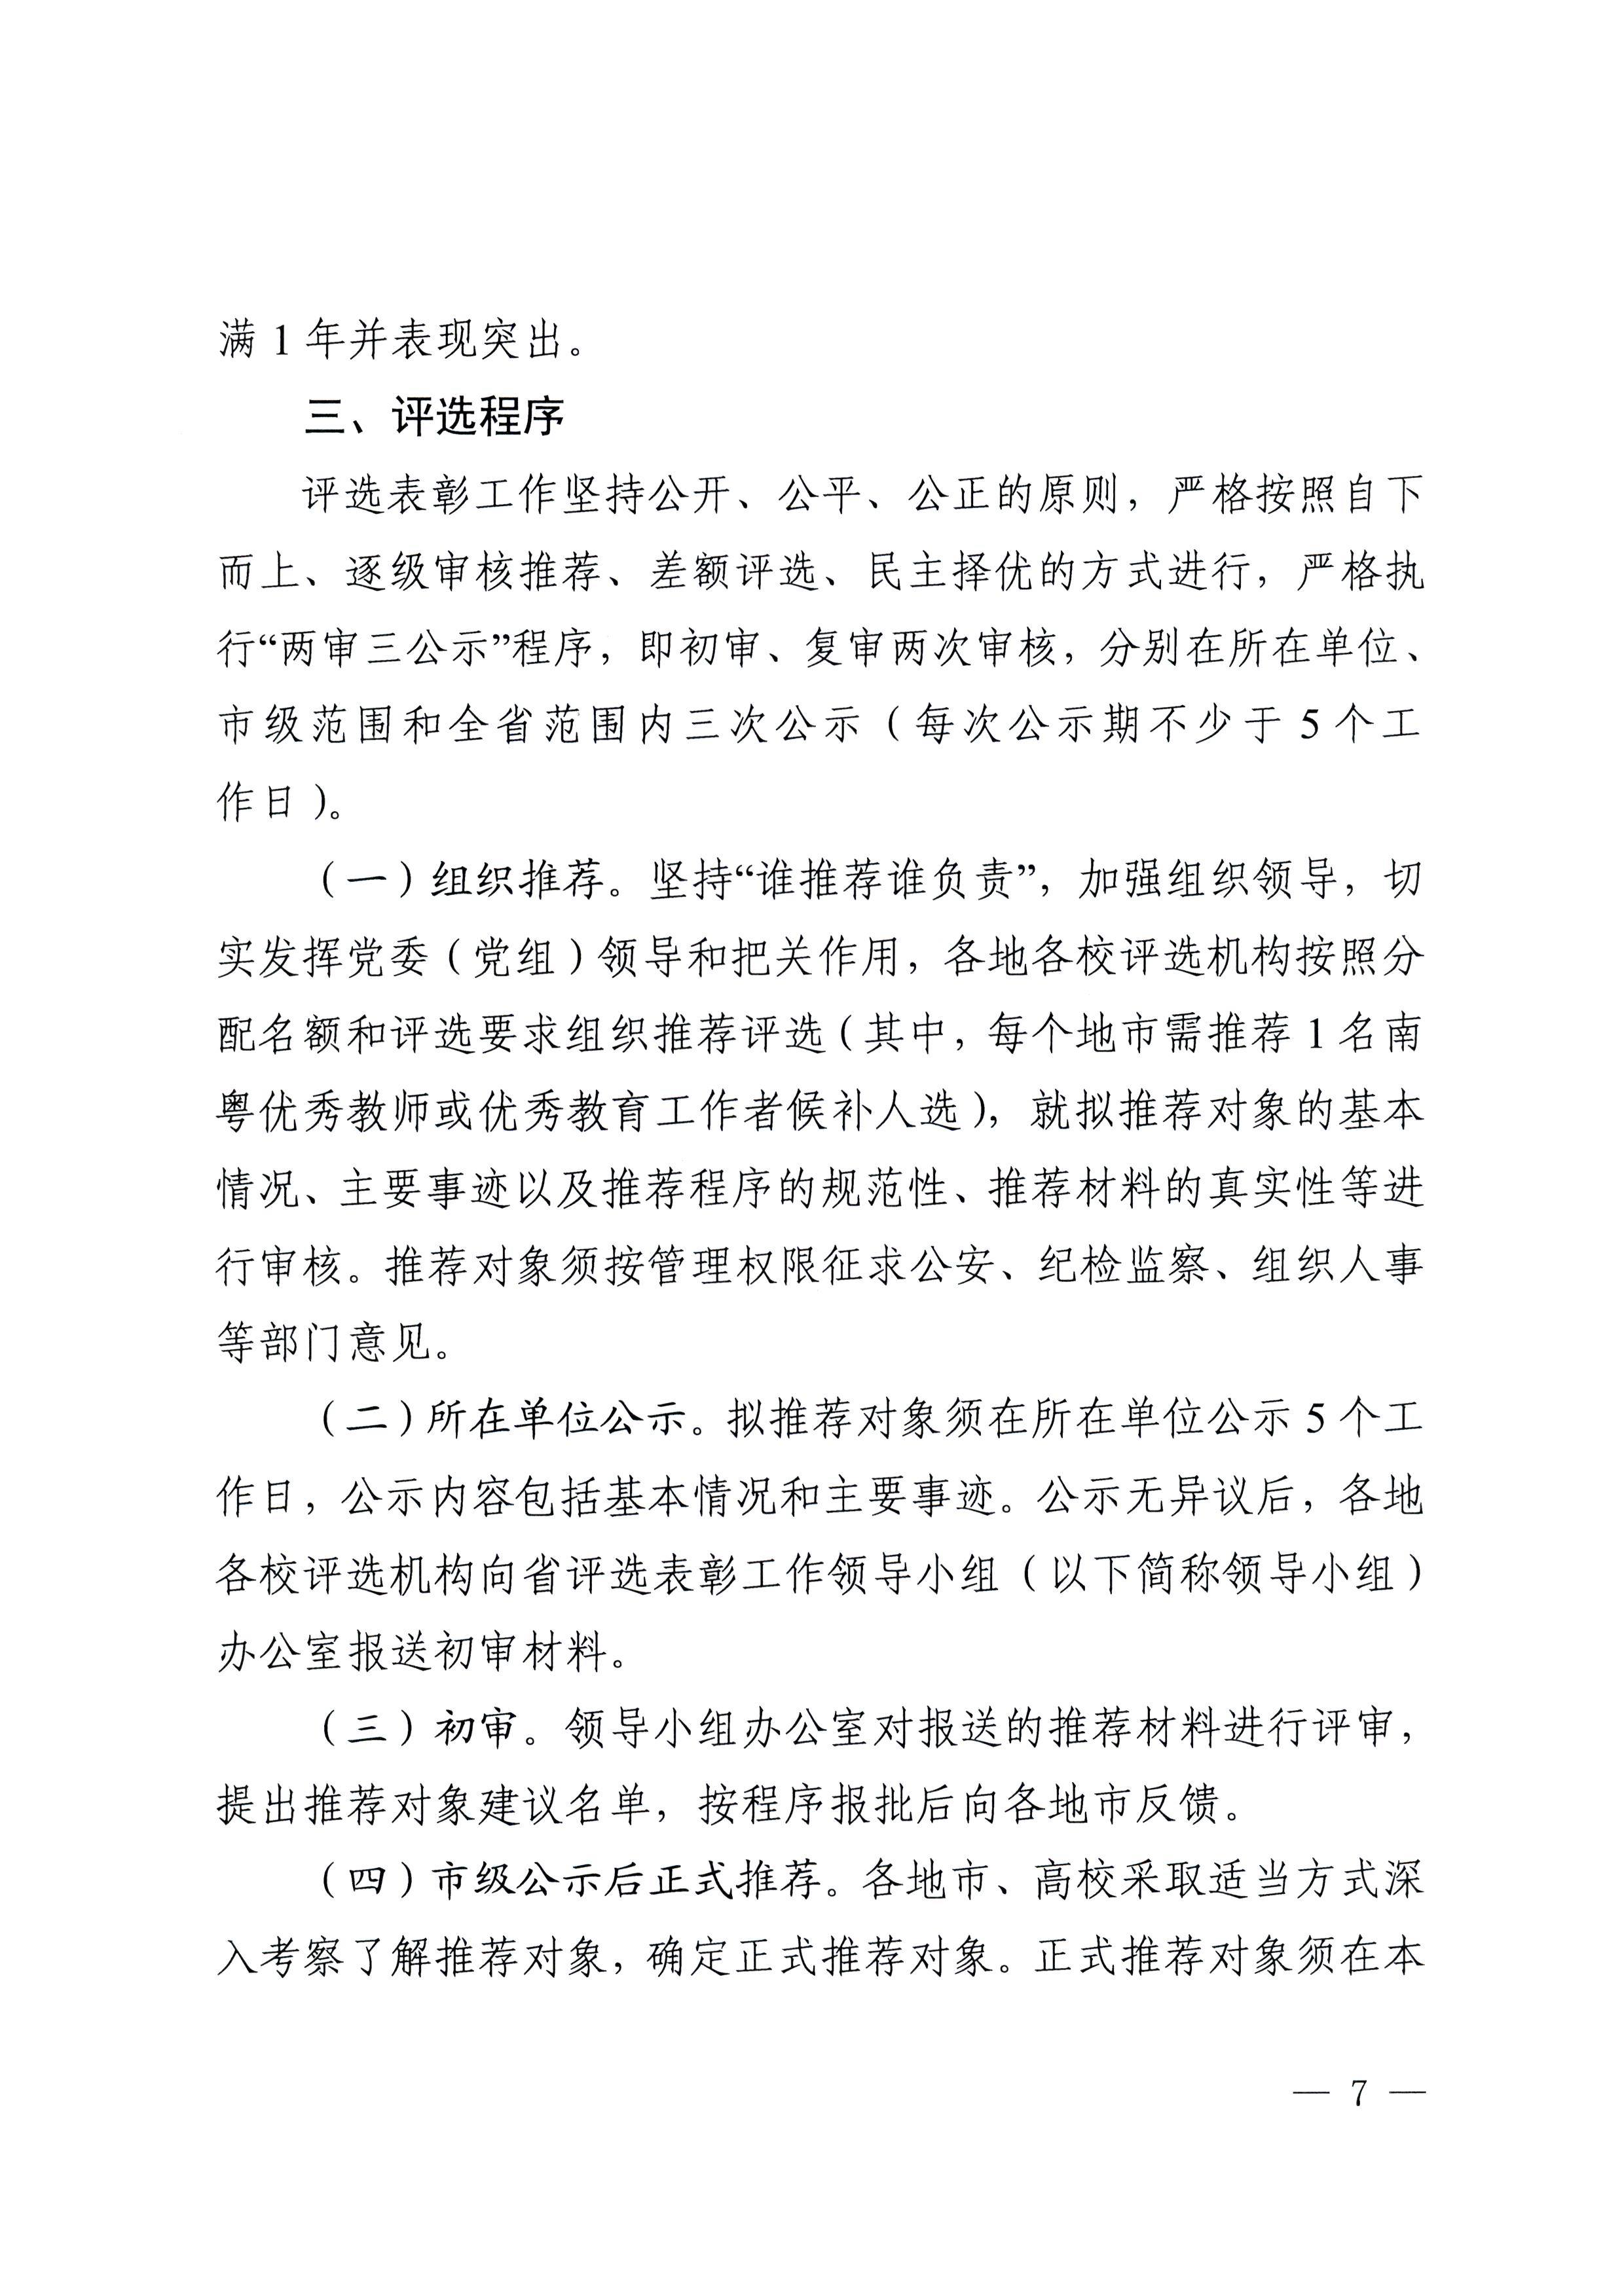 满 1 年并表现突出。
三、评选程序
评选表彰工作坚持公开、公平、公正的原则，严格按照自下
而上、逐级审核推荐、差额评选、民主择优的方式进行，严格执
行“两审三公示”程序，即初审、复审两次审核，分别在所在单位、
市级范围和全省范围内三次公示（每次公示期不少于 5 个工
作日）。
（一）组织推荐。坚持“谁推荐谁负责”，加强组织领导，切
实发挥党委（党组）领导和把关作用，各地各校评选机构按照分
配名额和评选要求组织推荐评选（其中，每个地市需推荐 1 名南
粤优秀教师或优秀教育工作者候补人选），就拟推荐对象的基本
情况、主要事迹以及推荐程序的规范性、推荐材料的真实性等进
行审核。推荐对象须按管理权限征求公安、纪检监察、组织人事
等部门意见。
（二）所在单位公示。拟推荐对象须在所在单位公示 5 个工
作日，公示内容包括基本情况和主要事迹。公示无异议后，各地
各校评选机构向省评选表彰工作领导小组（以下简称领导小组）
办公室报送初审材料。
（三）初审。领导小组办公室对报送的推荐材料进行评审，
提出推荐对象建议名单，按程序报批后向各地市反馈。
（四）市级公示后正式推荐。各地市、高校采取适当方式深
入考察了解推荐对象，确定正式推荐对象。正式推荐对象须在本
— 7 —